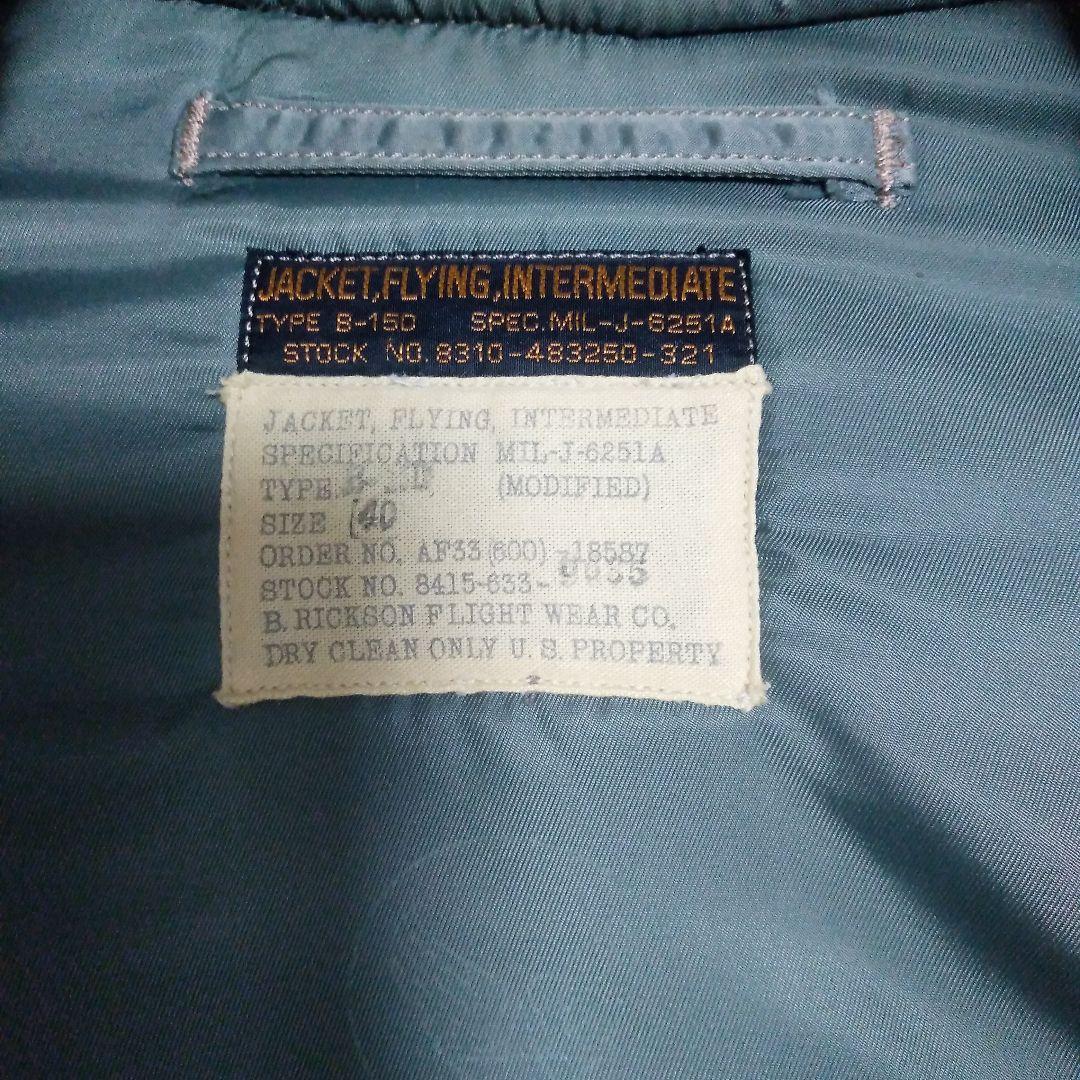 JACKET, FLYING, INTERMEDIATE
TYPE B-15D SPEC. MIL-J-6251A
STOCK NO. 8310-483250-321
JACKET, FLYING, INTERMEDIATE
SPECIFICATION MIL-J-6251A
TYPE (MODIFIED)
SIZE 40
ORDER NO. AF33(600)-18537
STOCK NO. 8415-633-
B. RICKSON FLIGHT WEAR CO.
DRY CLEAN ONLY U. S. PROPERTY